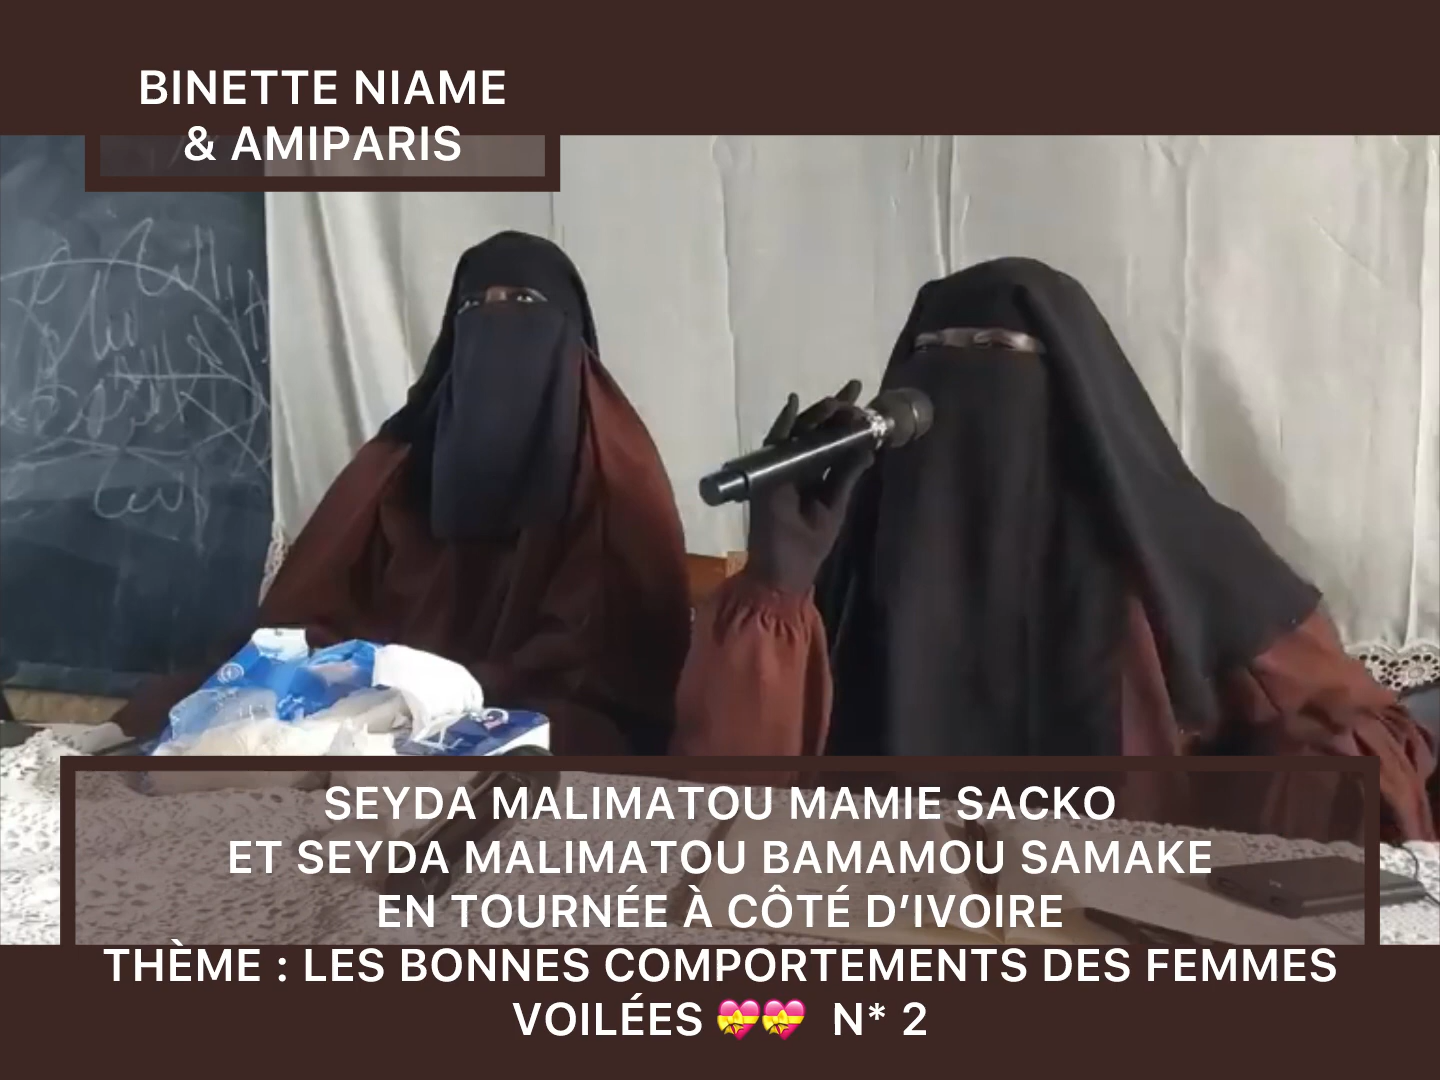 BINETTE NIAME
& AMIPARIS
SEYDA MALIMATOU MAMIE SACKO
ET SEYDA MALIMATOU BAMAMOU SAMAKE
EN TOURNÉE À CÔTÉ D’IVOIRE
THÈME : LES BONNES COMPORTEMENTS DES FEMMES
VOILÉES 💝💝 N* 2